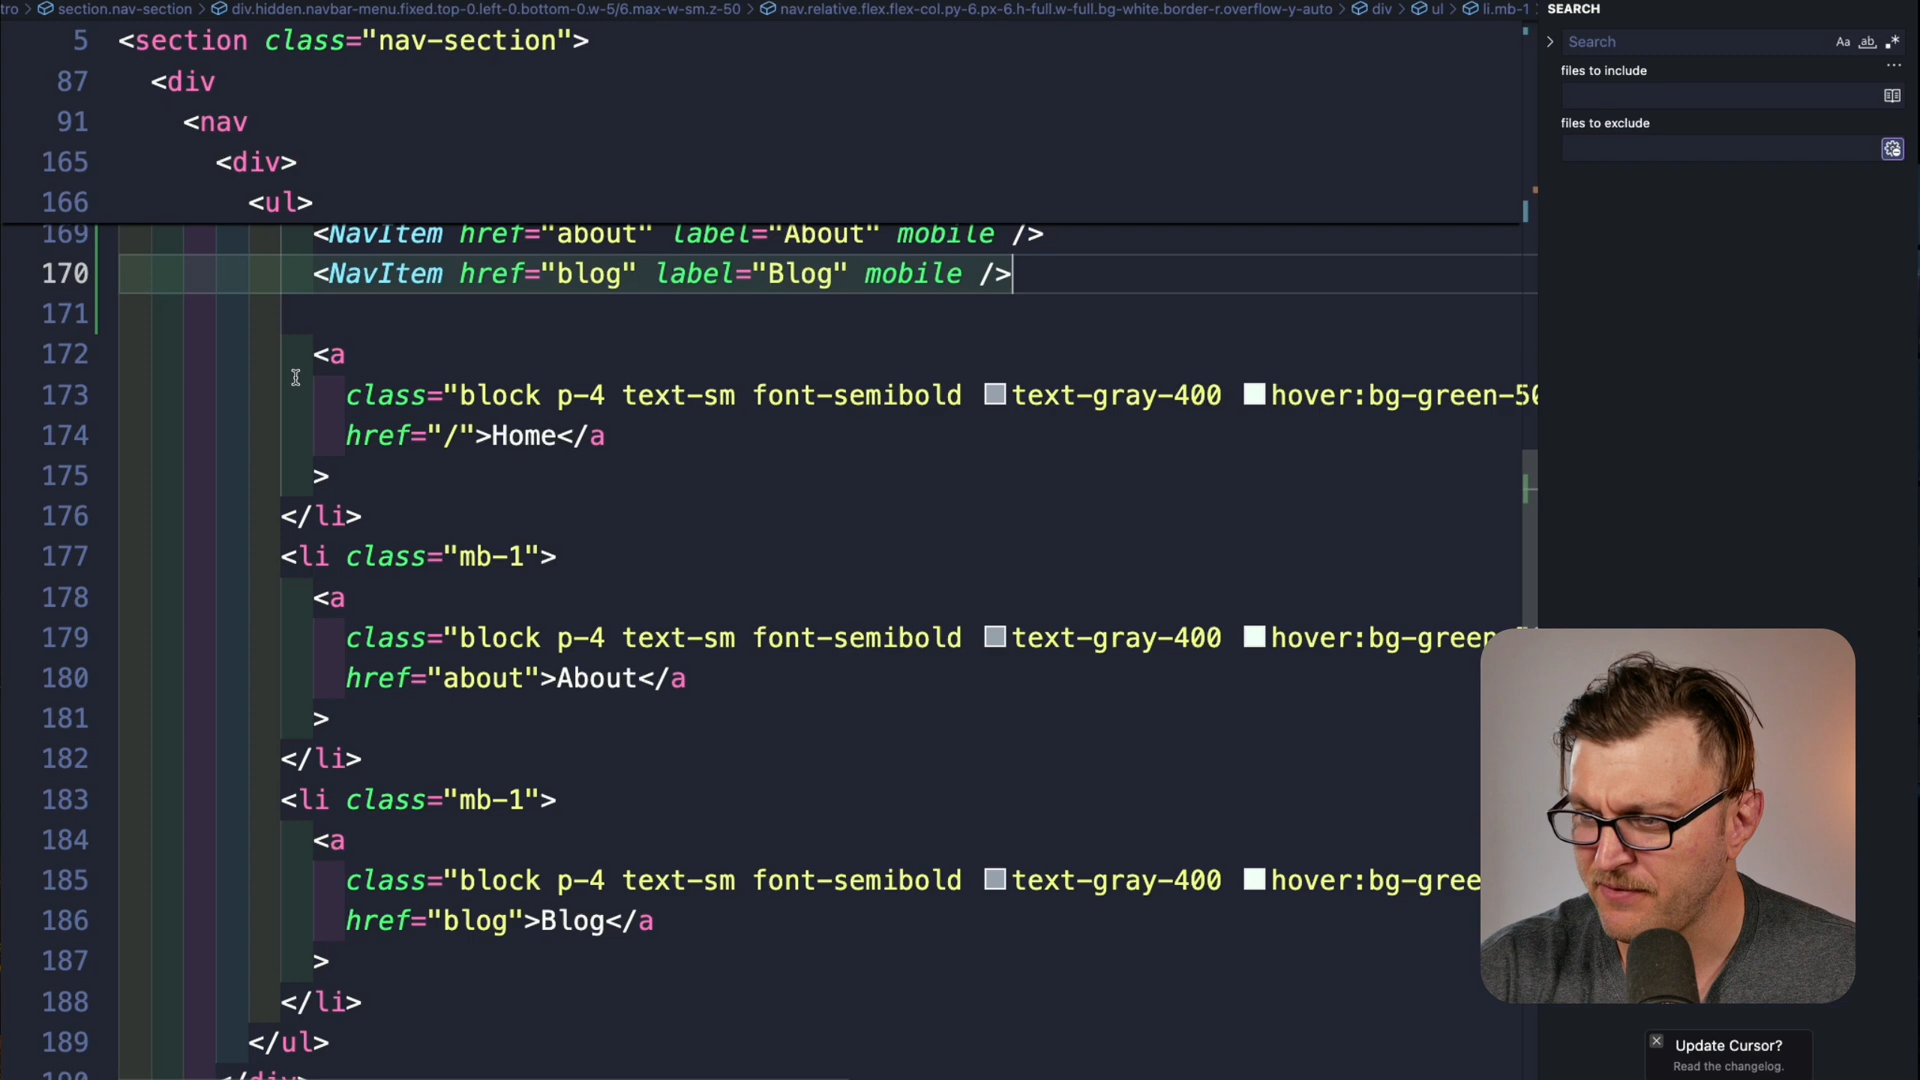 tro > section.nav-section > div.hidden.navbar-menu.fixed.top-0.left-0.bottom-0.w-5/6.max-w-sm.z-50 > nav.relative.flex.flex-col.py-6.px-6.h-full.w-full.bg-white.border-r.overflow-y-auto > div > ul > li.mb-1
SEARCH
Search
Aa ab .*
files to include
...
files to exclude
5 <section class="nav-section">
87 <div
91 <nav
165 <div>
166 <ul>
169 <NavItem href="about" label="About" mobile />
170 <NavItem href="blog" label="Blog" mobile />
171
172 <a
173 class="block p-4 text-sm font-semibold text-gray-400 hover:bg-green-50
174 href="/">Home</a
175 >
176 </li>
177 <li class="mb-1">
178 <a
179 class="block p-4 text-sm font-semibold text-gray-400 hover:bg-green-
180 href="about">About</a
181 >
182 </li>
183 <li class="mb-1">
184 <a
185 class="block p-4 text-sm font-semibold text-gray-400 hover:bg-gree
186 href="blog">Blog</a
187 >
188 </li>
189 </ul>
190 </div>
Update Cursor?
Read the changelog.